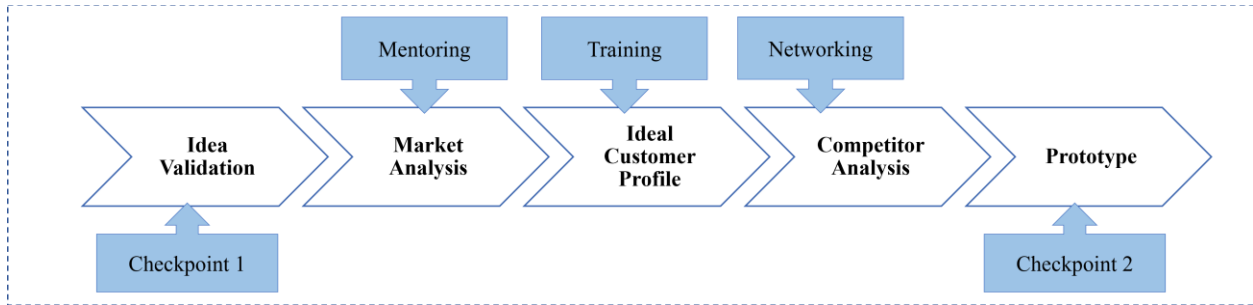 Mentoring
Training
Networking
Idea
Validation
Market
Analysis
Ideal
Customer
Profile
Competitor
Analysis
Prototype
Checkpoint 1
Checkpoint 2